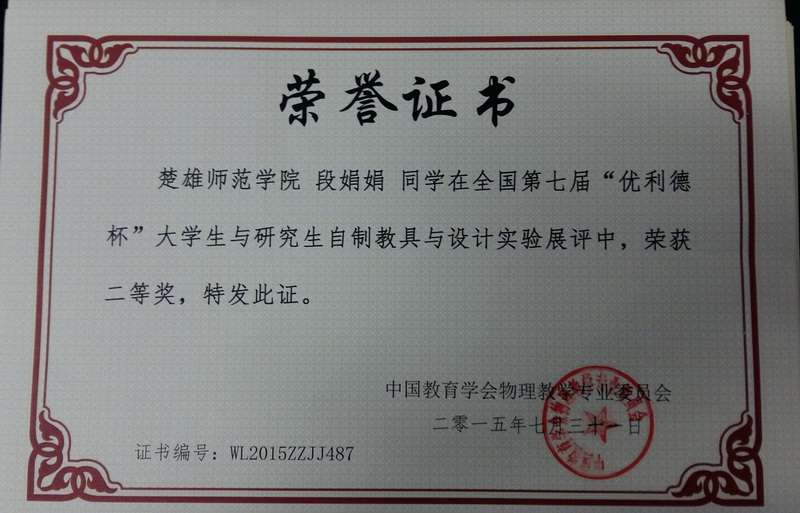 荣誉证书
楚雄师范学院 段娟娟 同学在全国第七届“优利德
杯”大学生与研究生自制教具与设计实验展评中，荣获
二等奖，特发此证。
中国教育学会物理教学专业委员会
二零一五年七月三十一日
证书编号：WL2015ZZJJ487